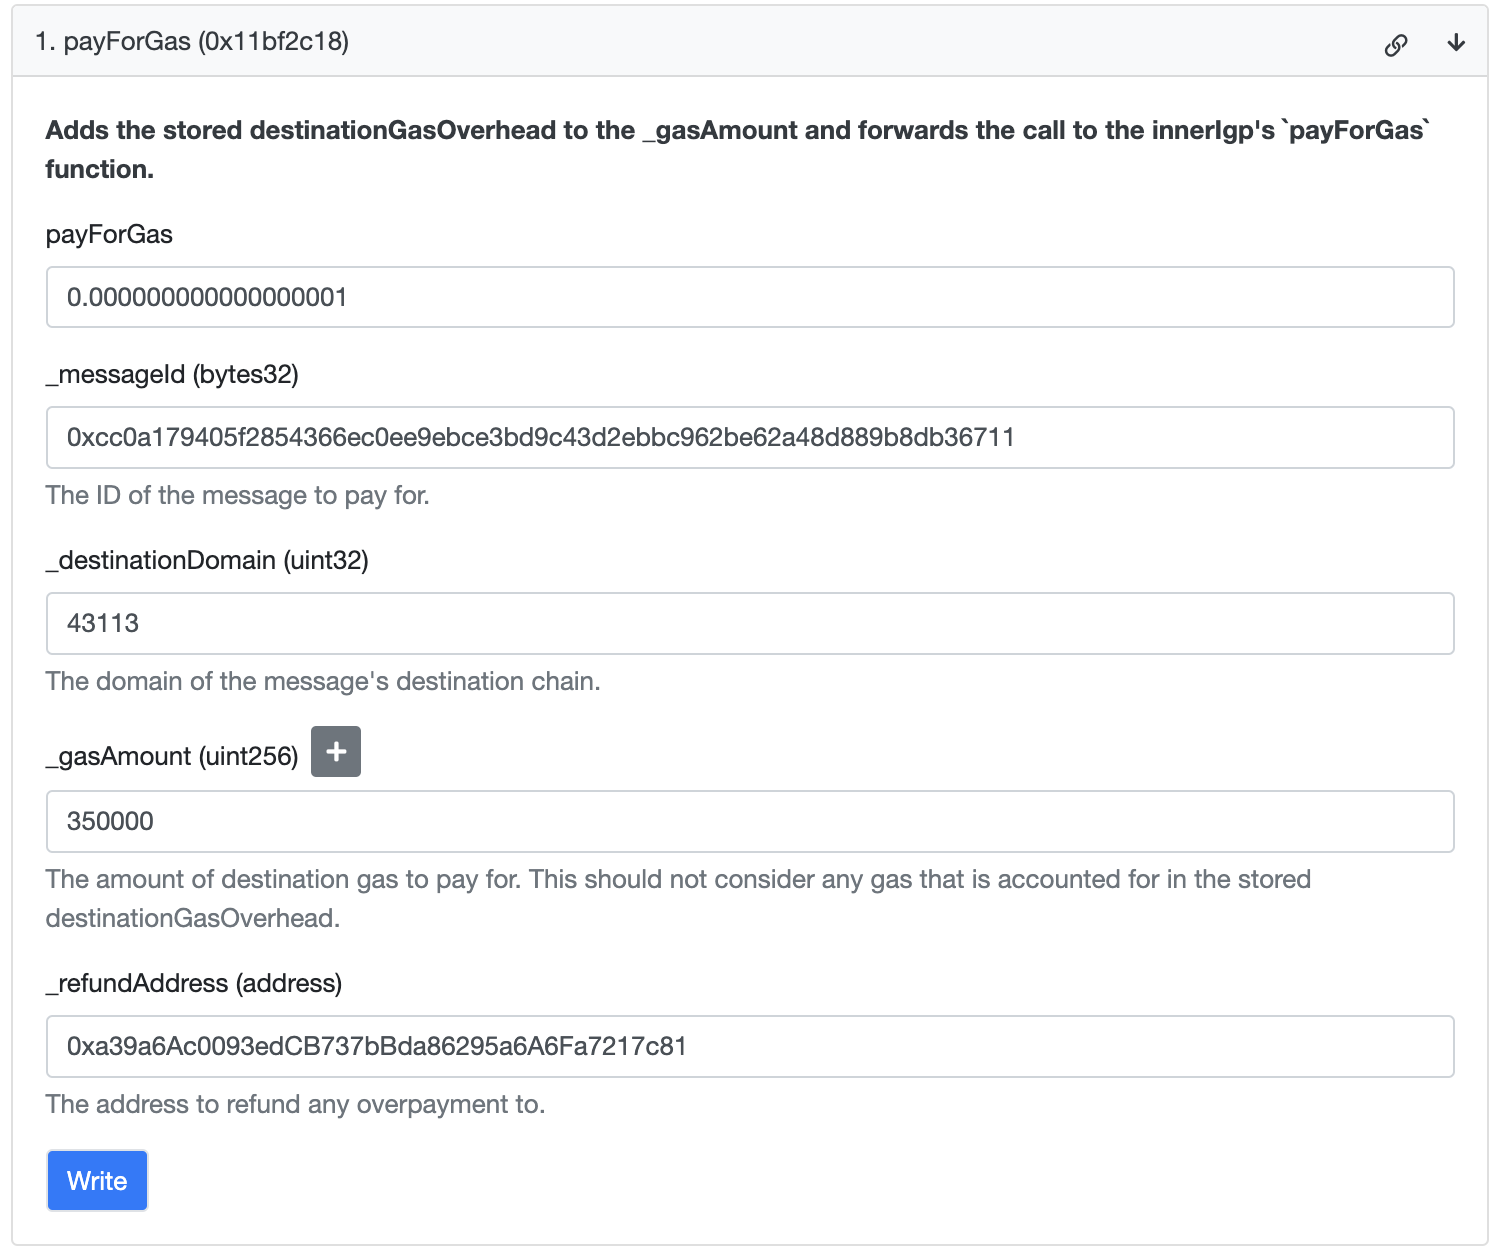 1. payForGas (0x11bf2c18)
Adds the stored destinationGasOverhead to the _gasAmount and forwards the call to the innerIgp's `payForGas`
function.
payForGas
0.000000000000000001
_messageId (bytes32)
0xcc0a179405f2854366ec0ee9ebce3bd9c43d2ebbc962be62a48d889b8db36711
The ID of the message to pay for.
_destinationDomain (uint32)
43113
The domain of the message's destination chain.
_gasAmount (uint256) +
350000
The amount of destination gas to pay for. This should not consider any gas that is accounted for in the stored
destinationGasOverhead.
_refundAddress (address)
0xa39a6Ac0093edCB737bBda86295a6A6Fa7217c81
The address to refund any overpayment to.
Write